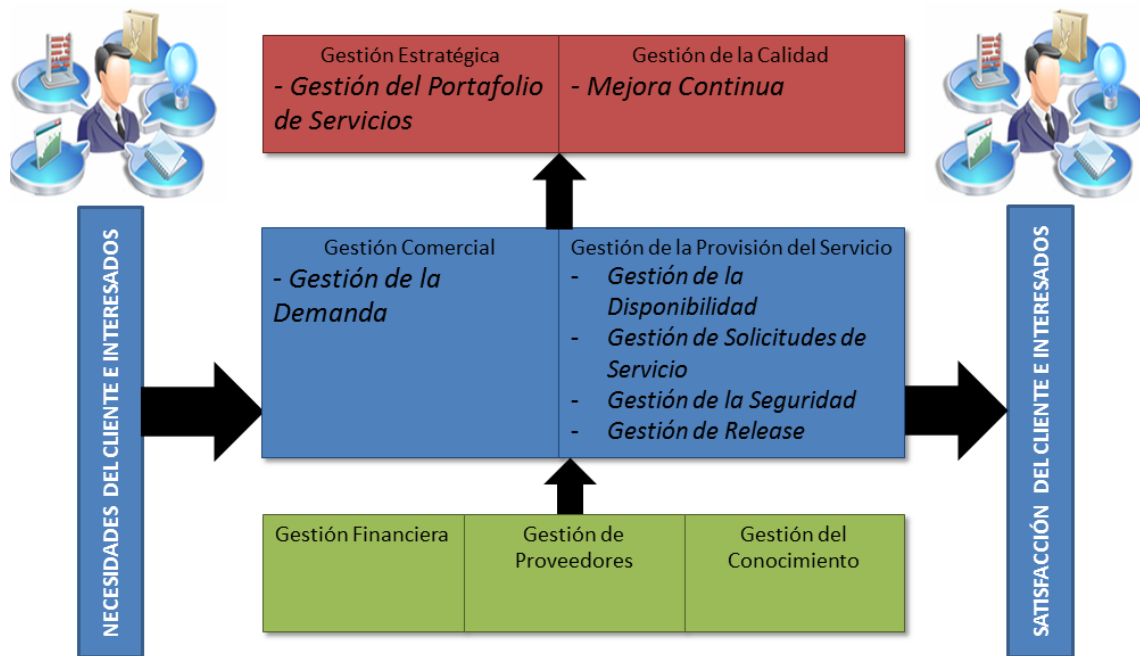 NECESIDADES DEL CLIENTE E INTERESADOS
Gestión Estratégica
- Gestión del Portafolio
de Servicios
Gestión de la Calidad
- Mejora Continua
Gestión Comercial
- Gestión de la
Demanda
Gestión de la Provisión del Servicio
- Gestión de la
Disponibilidad
- Gestión de Solicitudes de
Servicio
- Gestión de la Seguridad
- Gestión de Release
Gestión Financiera
Gestión de
Proveedores
Gestión del
Conocimiento
SATISFACCIÓN DEL CLIENTE E INTERESADOS